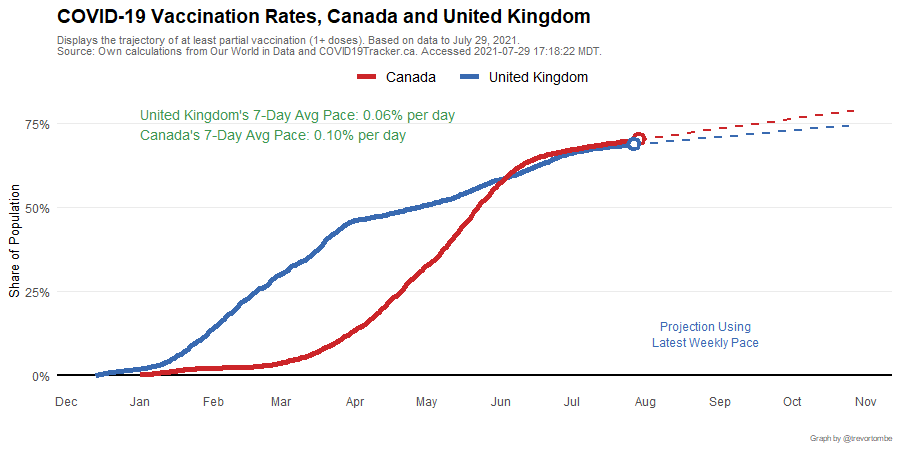 COVID-19 Vaccination Rates, Canada and United Kingdom
Displays the trajectory of at least partial vaccination (1+ doses). Based on data to July 29, 2021.
Source: Own calculations from Our World in Data and COVID19Tracker.ca. Accessed 2021-07-29 17:18:22 MDT.
Canada United Kingdom
United Kingdom's 7-Day Avg Pace: 0.06% per day
Canada's 7-Day Avg Pace: 0.10% per day
75%
50%
25%
0%
Share of Population
Projection Using
Latest Weekly Pace
Dec Jan Feb Mar Apr May Jun Jul Aug Sep Oct Nov
Graph by @trevortombe